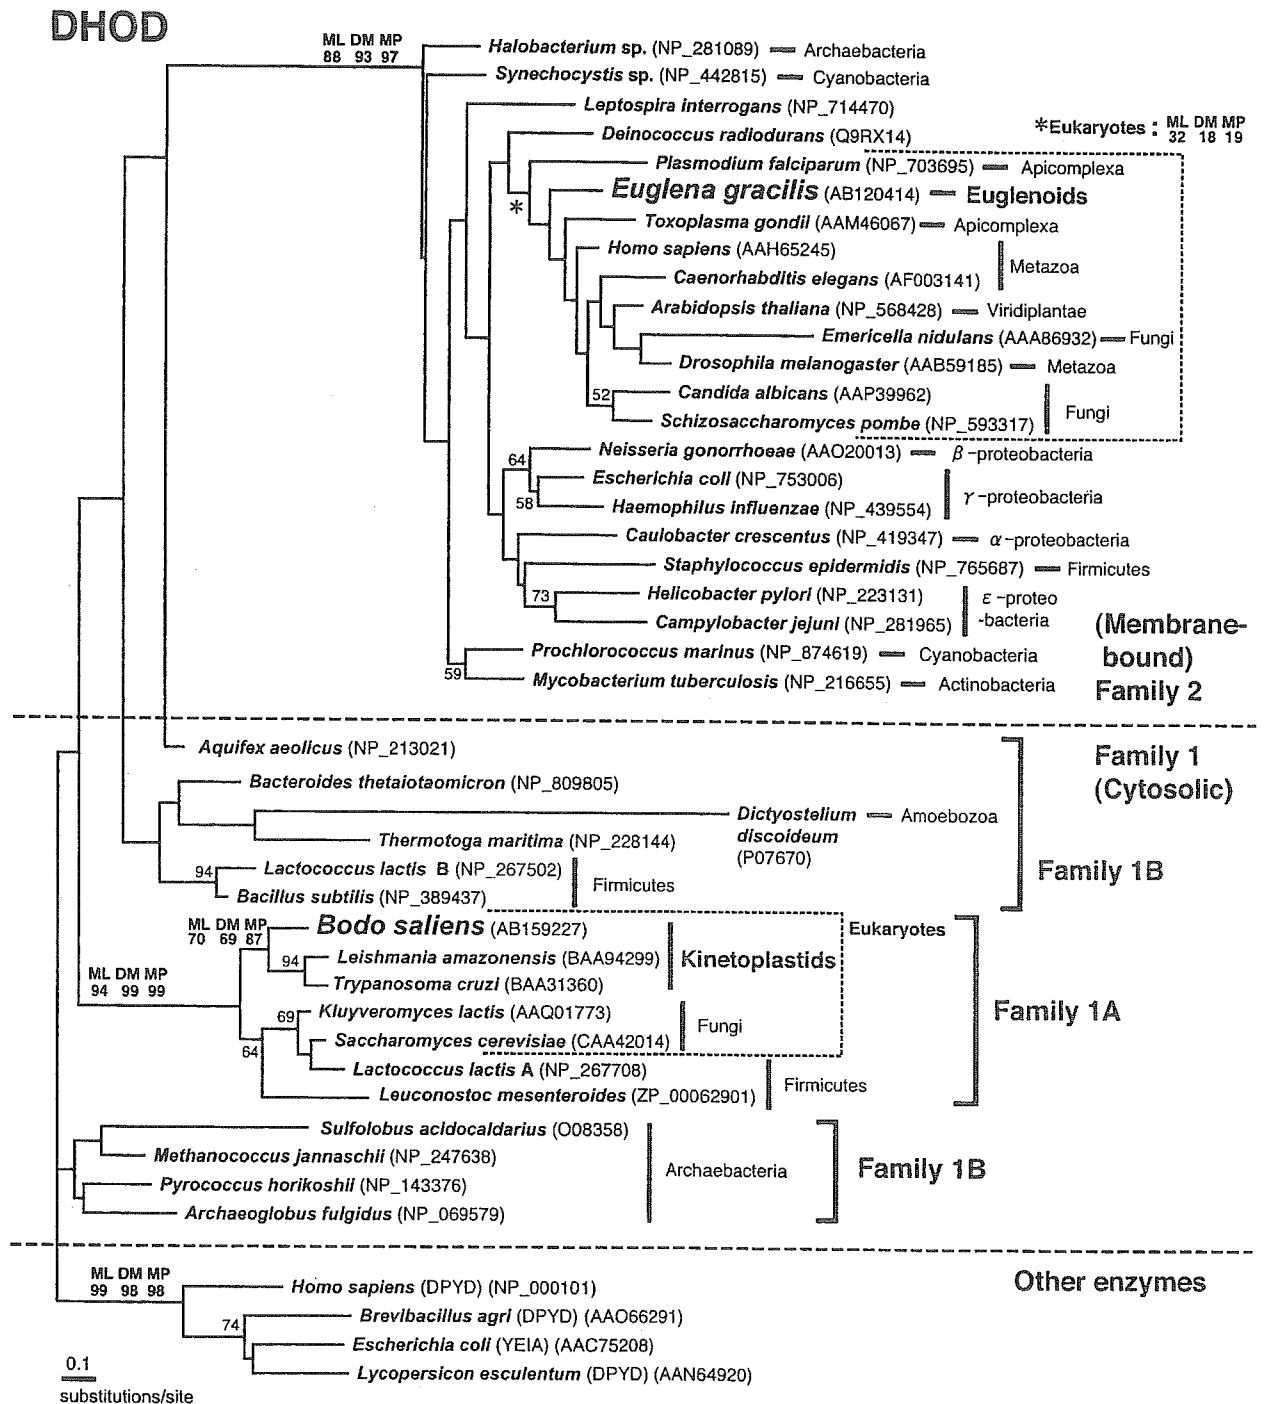 DHOD
ML DM MP
88 93 97
Halobacterium sp. (NP_281089) Archaebacteria
Synechocystis sp. (NP_442815) Cyanobacteria
Leptospira interrogans (NP_714470)
Deinococcus radiodurans (Q9RX14)
*Eukaryotes : ML DM MP
32 18 19
Plasmodium falciparum (NP_703695) Apicomplexa
Euglena gracilis (AB120414) Euglenoids
*
Toxoplasma gondii (AAM46067) Apicomplexa
Homo sapiens (AAH65245)
Metazoa
Caenorhabditis elegans (AF003141)
Arabidopsis thaliana (NP_568428) Viridiplantae
Emericella nidulans (AAA86932) Fungi
Drosophila melanogaster (AAB59185) Metazoa
52
Candida albicans (AAP39962)
Fungi
Schizosaccharomyces pombe (NP_593317)
64
Neisseria gonorrhoeae (AAO20013) β-proteobacteria
Escherichia coli (NP_753006)
γ-proteobacteria
58
Haemophilus influenzae (NP_439554)
Caulobacter crescentus (NP_419347) α-proteobacteria
Staphylococcus epidermidis (NP_765687) Firmicutes
73
Helicobacter pylori (NP_223131)
ε-proteo
-bacteria
Campylobacter jejuni (NP_281965)
(Membrane-
bound)
Family 2
Prochlorococcus marinus (NP_874619) Cyanobacteria
59
Mycobacterium tuberculosis (NP_216655) Actinobacteria
Aquifex aeolicus (NP_213021)
Family 1
(Cytosolic)
Bacteroides thetaiotaomicron (NP_809805)
Dictyostelium
discoideum
(P07670)
Amoebozoa
Thermotoga maritima (NP_228144)
94
Lactococcus lactis B (NP_267502)
Firmicutes
Family 1B
Bacillus subtilis (NP_389437)
ML DM MP
70 69 87
Bodo saliens (AB159227)
Eukaryotes
94
Leishmania amazonensis (BAA94299)
Kinetoplastids
Trypanosoma cruzi (BAA31360)
ML DM MP
94 99 99
69
Kluyveromyces lactis (AAQ01773)
Fungi
Family 1A
Saccharomyces cerevisiae (CAA42014)
64
Lactococcus lactis A (NP_267708)
Firmicutes
Leuconostoc mesenteroides (ZP_00062901)
Sulfolobus acidocaldarius (O08358)
Methanococcus jannaschii (NP_247638)
Archaebacteria
Family 1B
Pyrococcus horikoshii (NP_143376)
Archaeoglobus fulgidus (NP_069579)
ML DM MP
99 98 98
Other enzymes
Homo sapiens (DPYD) (NP_000101)
74
Brevibacillus agri (DPYD) (AAO66291)
Escherichia coli (YEIA) (AAC75208)
Lycopersicon esculentum (DPYD) (AAN64920)
0.1
substitutions/site